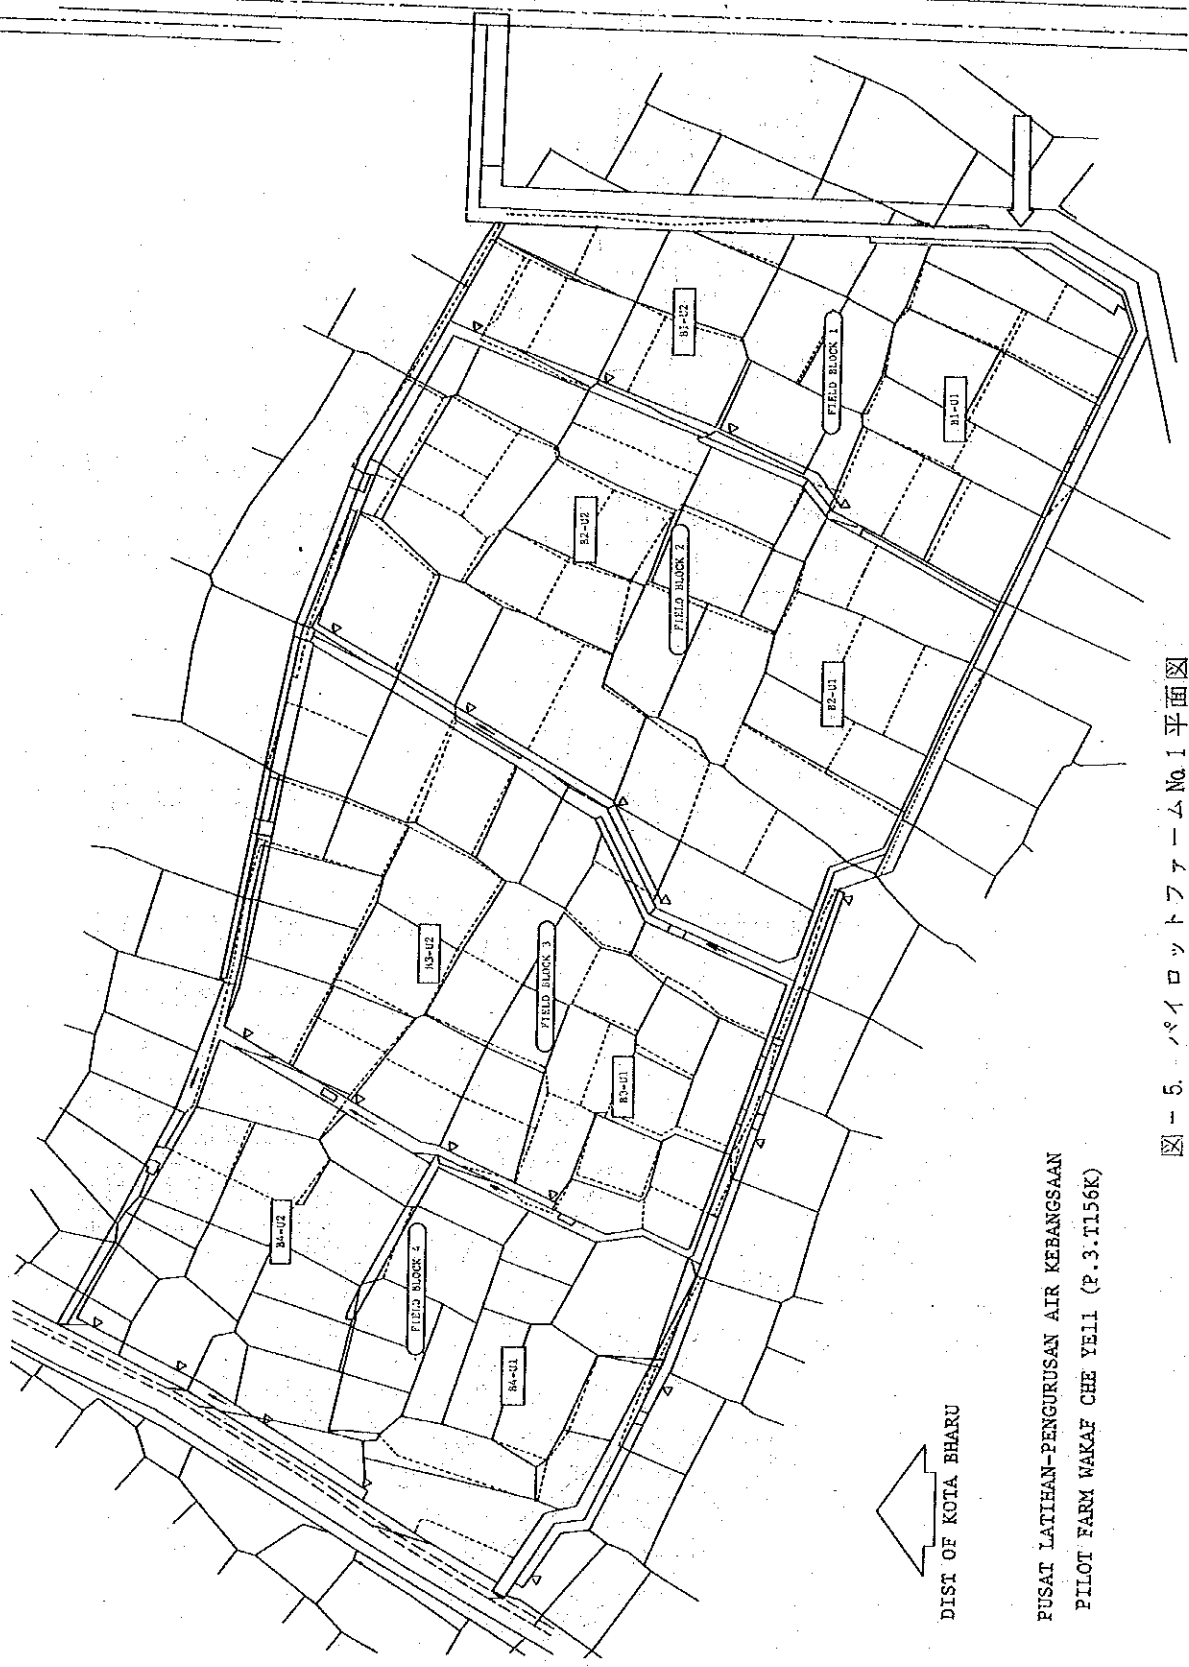 B1-U2
FIELD BLOCK 1
B1-U1
B2-U2
FIELD BLOCK 2
B2-U1
B3-U2
FIELD BLOCK 3
B3-U1
B4-U2
FIELD BLOCK 4
B4-U1
DIST OF KOTA BHARU
PUSAT LATIHAN-PENGURUSAN AIR KEBANGSAAN
PILOT FARM WAKAF CHE YE11 (P.3.T156K)
図-5. パイロットファーム№1平面図